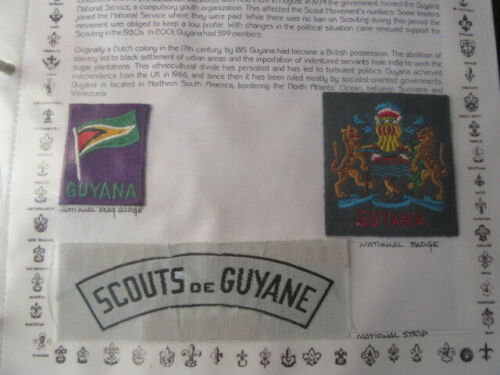 National Service, a compulsory youth organization. This affected the Scout Movement's numbers. Some leaders
joined the National Service where they were paid. While there was no ban on Scouting during this period the
movement was obliged to keep a low profile. With changes in the political situation came renewed support for
Scouting in the 1980s. In 2001, Guyana had 399 members.
Originally a Dutch colony in the 17th century, by 1815 Guyana had become a British possession. The abolition of
slavery led to black settlement of urban areas and the importation of indentured servants from India to work the
sugar plantations. This ethnocultural divide has persisted and has led to turbulent politics. Guyana achieved
independence from the UK in 1966, and since then it has been ruled mostly by socialist-oriented governments.
Guyana is located in Northern South America, bordering the North Atlantic Ocean, between Suriname and
Venezuela
GUYANA
NATIONAL FLAG BADGE
GUYANA
NATIONAL BADGE
SCOUTS DE GUYANE
NATIONAL STRIP